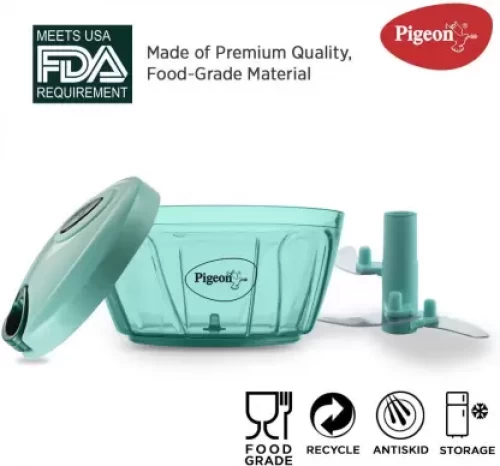 MEETS USA
FDA
REQUIREMENT
Made of Premium Quality,
Food-Grade Material
Pigeon
Pigeon
FOOD
GRADE
RECYCLE
ANTISKID
STORAGE